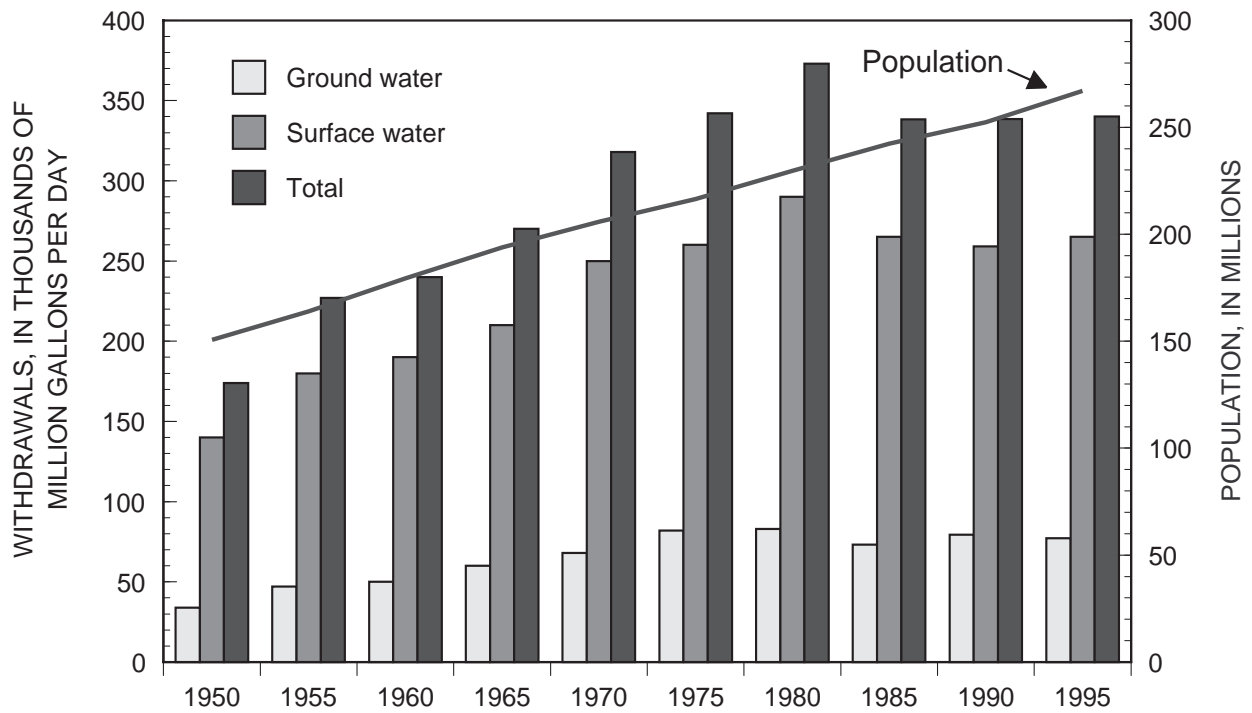 WITHDRAWALS, IN THOUSANDS OF
MILLION GALLONS PER DAY
400
350
300
250
200
150
100
50
0
Ground water
Surface water
Total
Population
300
250
200
150
100
50
0
POPULATION, IN MILLIONS
1950 1955 1960 1965 1970 1975 1980 1985 1990 1995